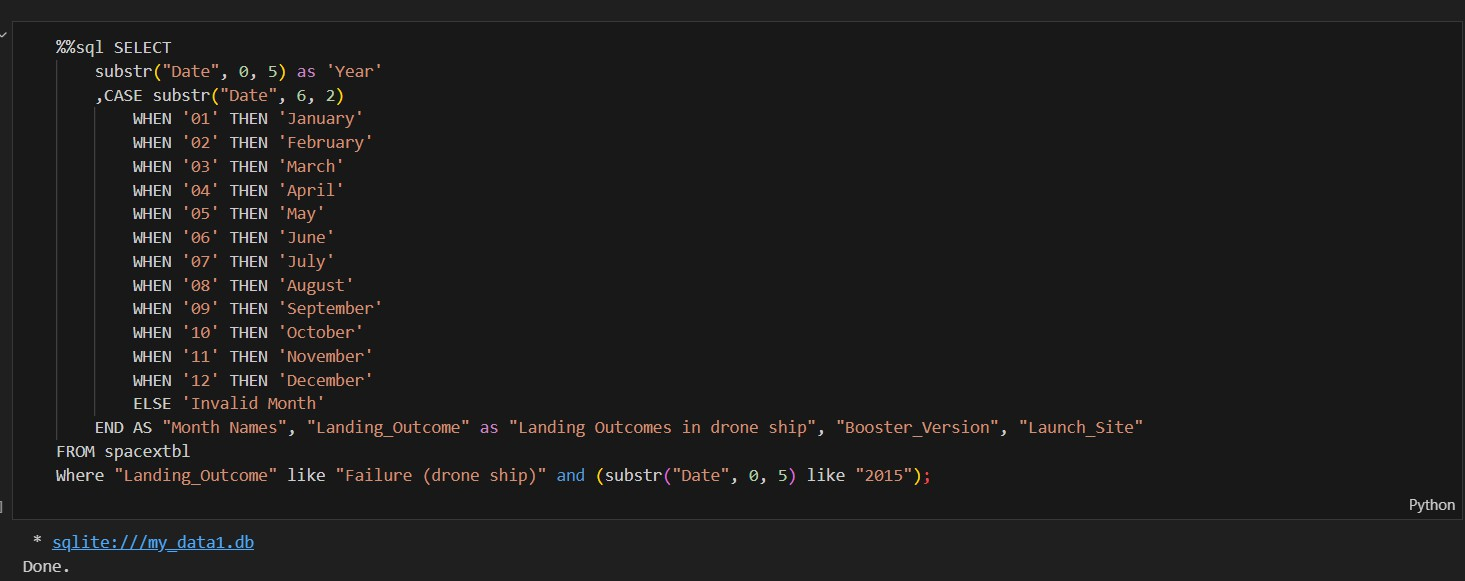 %%sql SELECT
substr("Date", 0, 5) as 'Year'
,CASE substr("Date", 6, 2)
WHEN '01' THEN 'January'
WHEN '02' THEN 'February'
WHEN '03' THEN 'March'
WHEN '04' THEN 'April'
WHEN '05' THEN 'May'
WHEN '06' THEN 'June'
WHEN '07' THEN 'July'
WHEN '08' THEN 'August'
WHEN '09' THEN 'September'
WHEN '10' THEN 'October'
WHEN '11' THEN 'November'
WHEN '12' THEN 'December'
ELSE 'Invalid Month'
END AS "Month Names", "Landing_Outcome" as "Landing Outcomes in drone ship", "Booster_Version", "Launch_Site"
FROM spacextbl
Where "Landing_Outcome" like "Failure (drone ship)" and (substr("Date", 0, 5) like "2015");
Python
* sqlite:///my_data1.db
Done.